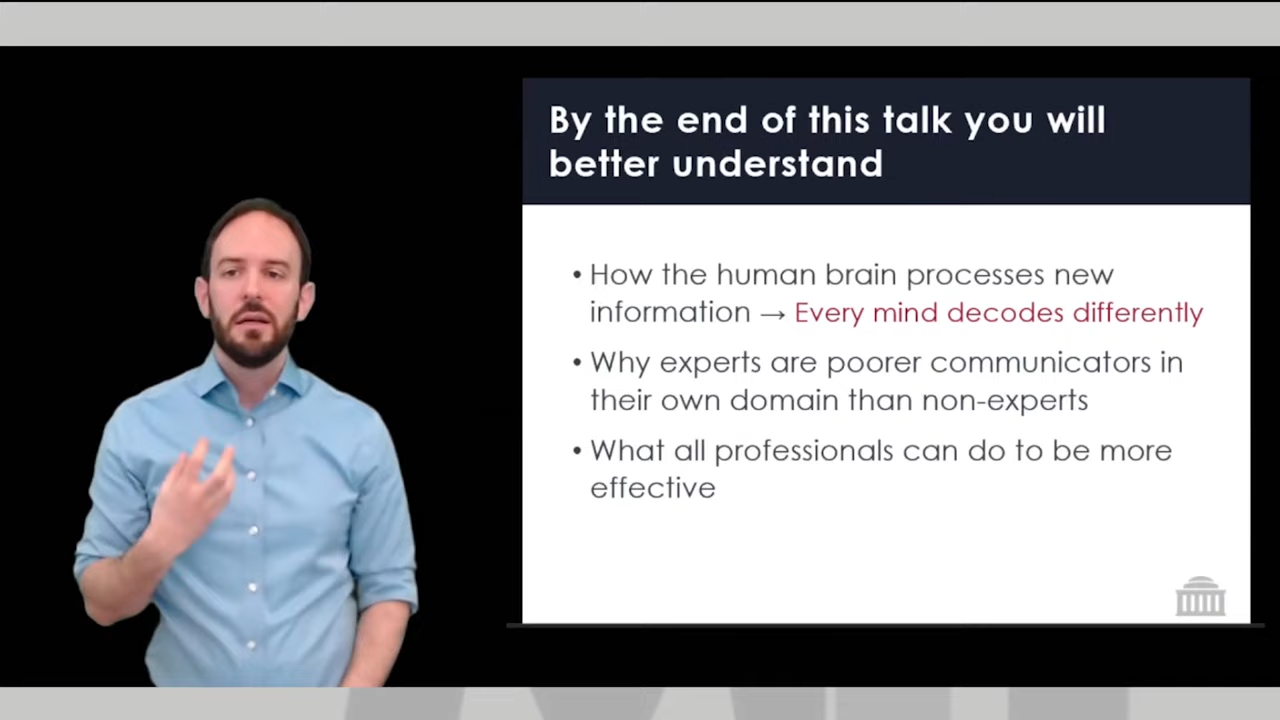 By the end of this talk you will
better understand
• How the human brain processes new
information → Every mind decodes differently
• Why experts are poorer communicators in
their own domain than non-experts
• What all professionals can do to be more
effective